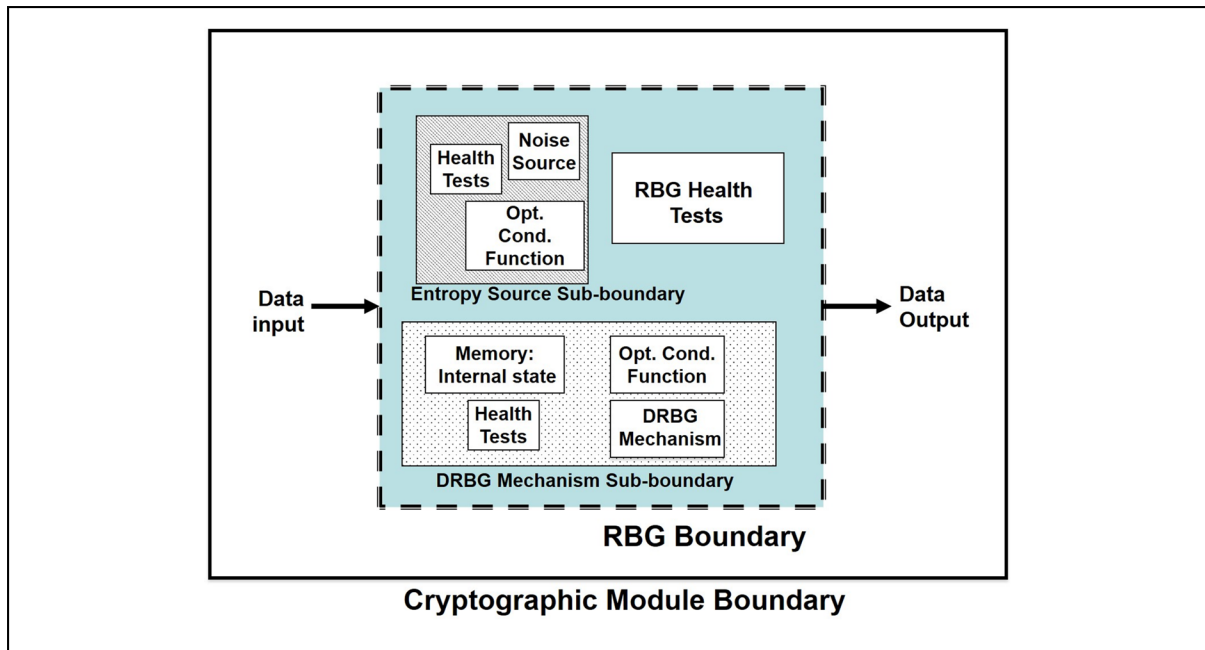 Noise
Source
Health
Tests
Opt.
Cond.
Function
RBG Health
Tests
Entropy Source Sub-boundary
Data
input
Data
Output
Memory:
Internal state
Opt. Cond.
Function
Health
Tests
DRBG
Mechanism
DRBG Mechanism Sub-boundary
RBG Boundary
Cryptographic Module Boundary